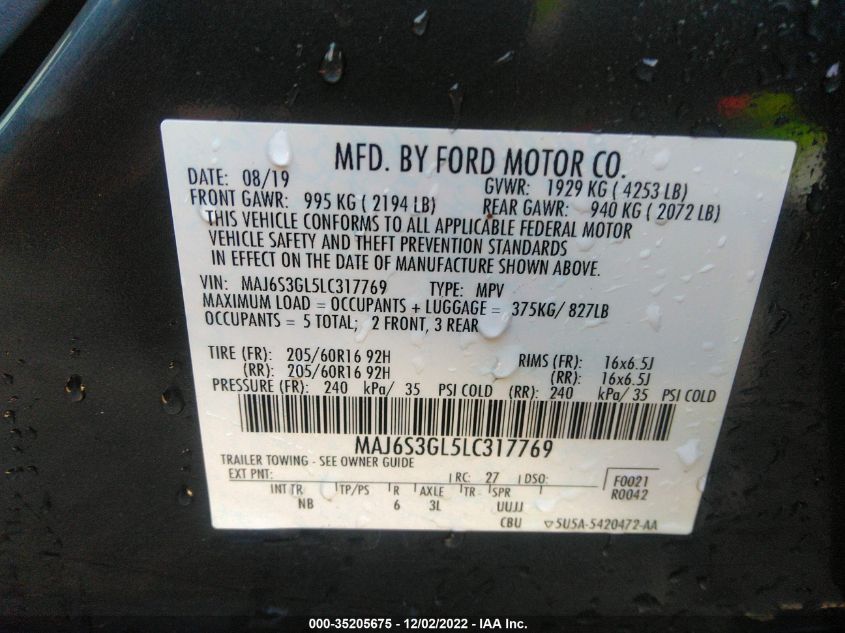 MFD. BY FORD MOTOR CO.
DATE: 08/19 GVWR: 1929 KG ( 4253 LB)
FRONT GAWR: 995 KG ( 2194 LB) REAR GAWR: 940 KG ( 2072 LB)
THIS VEHICLE CONFORMS TO ALL APPLICABLE FEDERAL MOTOR
VEHICLE SAFETY AND THEFT PREVENTION STANDARDS
IN EFFECT ON THE DATE OF MANUFACTURE SHOWN ABOVE.
VIN: MAJ6S3GL5LC317769 TYPE: MPV
MAXIMUM LOAD = OCCUPANTS + LUGGAGE = 375KG/ 827LB
OCCUPANTS = 5 TOTAL; 2 FRONT, 3 REAR
TIRE (FR): 205/60R16 92H RIMS (FR): 16x6.5J
(RR): 205/60R16 92H (RR): 16x6.5J
PRESSURE (FR): 240 kPa/ 35 PSI COLD (RR): 240 kPa/ 35 PSI COLD
MAJ6S3GL5LC317769
TRAILER TOWING - SEE OWNER GUIDE
EXT PNT: RC: 27 DSO: F0021
INT TR TP/PS R AXLE TR SPR R0042
NB 6 3L UUJJ
CBU ▽5U5A-5420472-AA
000-35205675 - 12/02/2022 - IAA Inc.